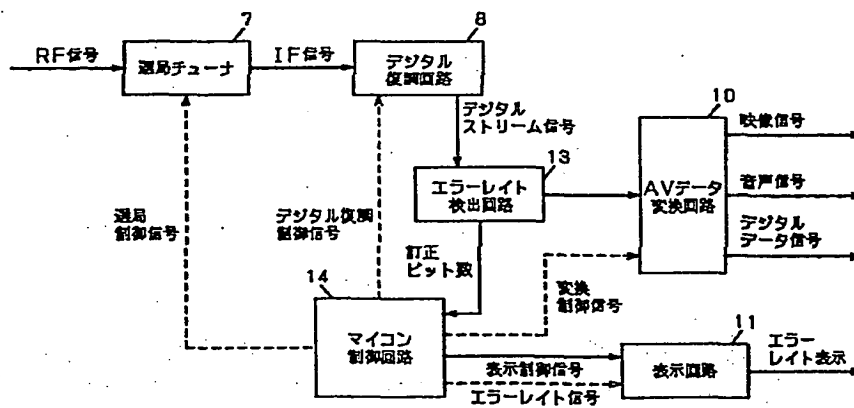 7
8
RF信号
選局チューナ
IF信号
デジタル
復調回路
10
デジタル
ストリーム信号
映像信号
13
エラーレイト
検出回路
AVデータ
変換回路
音声信号
選局
制御信号
デジタル復調
制御信号
デジタル
データ信号
訂正
ビット数
14
変換
制御信号
マイコン
制御回路
11
エラー
レイト表示
表示制御信号
表示回路
エラーレイト信号